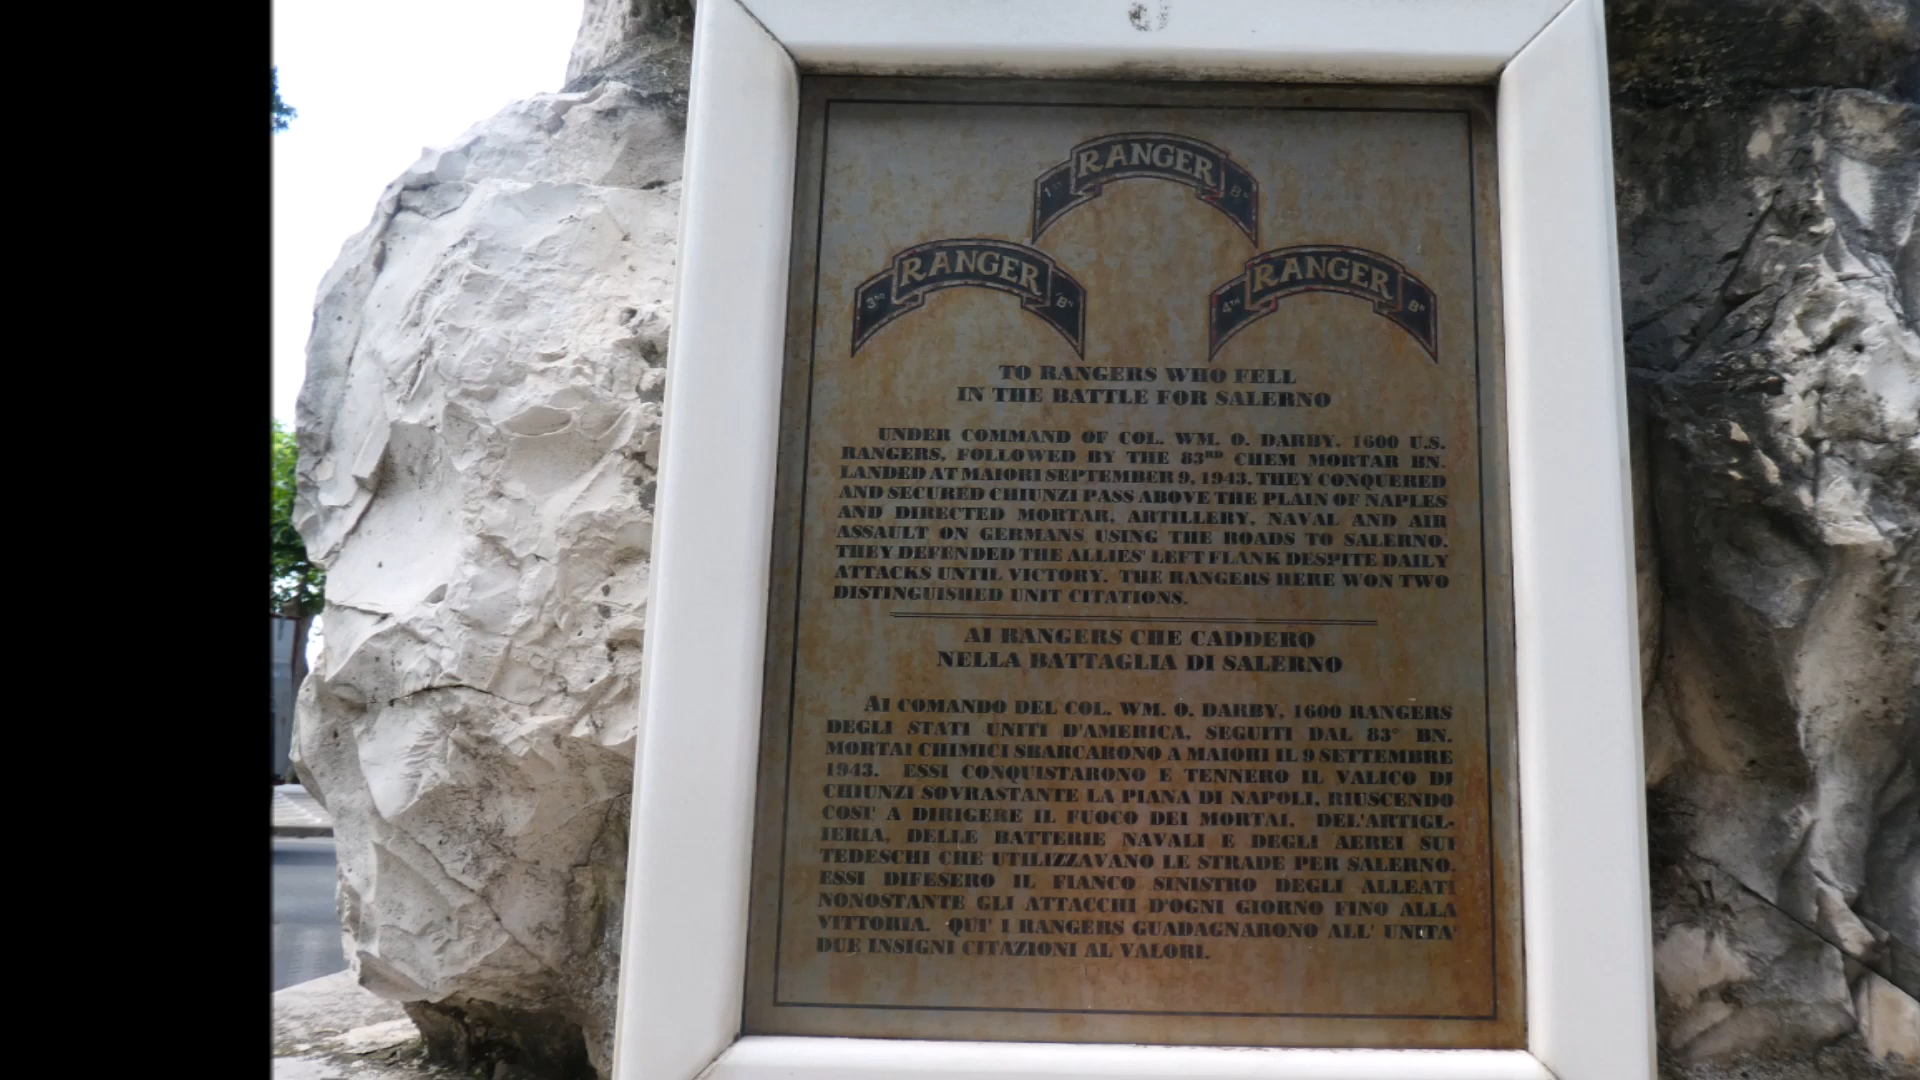 RANGER
1ST BN
RANGER
3RD BN
RANGER
4TH BN
TO RANGERS WHO FELL
IN THE BATTLE FOR SALERNO
UNDER COMMAND OF COL. WM. O. DARBY, 1600 U.S.
RANGERS, FOLLOWED BY THE 83RD CHEM MORTAR BN.
LANDED AT MAIORI SEPTEMBER 9, 1943. THEY CONQUERED
AND SECURED CHIUNZI PASS ABOVE THE PLAIN OF NAPLES
AND DIRECTED MORTAR, ARTILLERY, NAVAL AND AIR
ASSAULT ON GERMANS USING THE ROADS TO SALERNO.
THEY DEFENDED THE ALLIES' LEFT FLANK DESPITE DAILY
ATTACKS UNTIL VICTORY. THE RANGERS HERE WON TWO
DISTINGUISHED UNIT CITATIONS.
AI RANGERS CHE CADDERO
NELLA BATTAGLIA DI SALERNO
AI COMANDO DEL COL. WM. O. DARBY, 1600 RANGERS
DEGLI STATI UNITI D'AMERICA, SEGUITI DAL 83° BN.
MORTAI CHIMICI SBARCARONO A MAIORI IL 9 SETTEMBRE
1943. ESSI CONQUISTARONO E TENNERO IL VALICO DI
CHIUNZI SOVRASTANTE LA PIANA DI NAPOLI, RIUSCENDO
COSI' A DIRIGERE IL FUOCO DEI MORTAI, DEL'ARTIGL-
IERIA, DELLE BATTERIE NAVALI E DEGLI AEREI SUI
TEDESCHI CHE UTILIZZAVANO LE STRADE PER SALERNO.
ESSI DIFESERO IL FIANCO SINISTRO DEGLI ALLEATI
NONOSTANTE GLI ATTACCHI D'OGNI GIORNO FINO ALLA
VITTORIA. QUI' I RANGERS GUADAGNARONO ALL' UNITA'
DUE INSIGNI CITAZIONI AL VALORI.